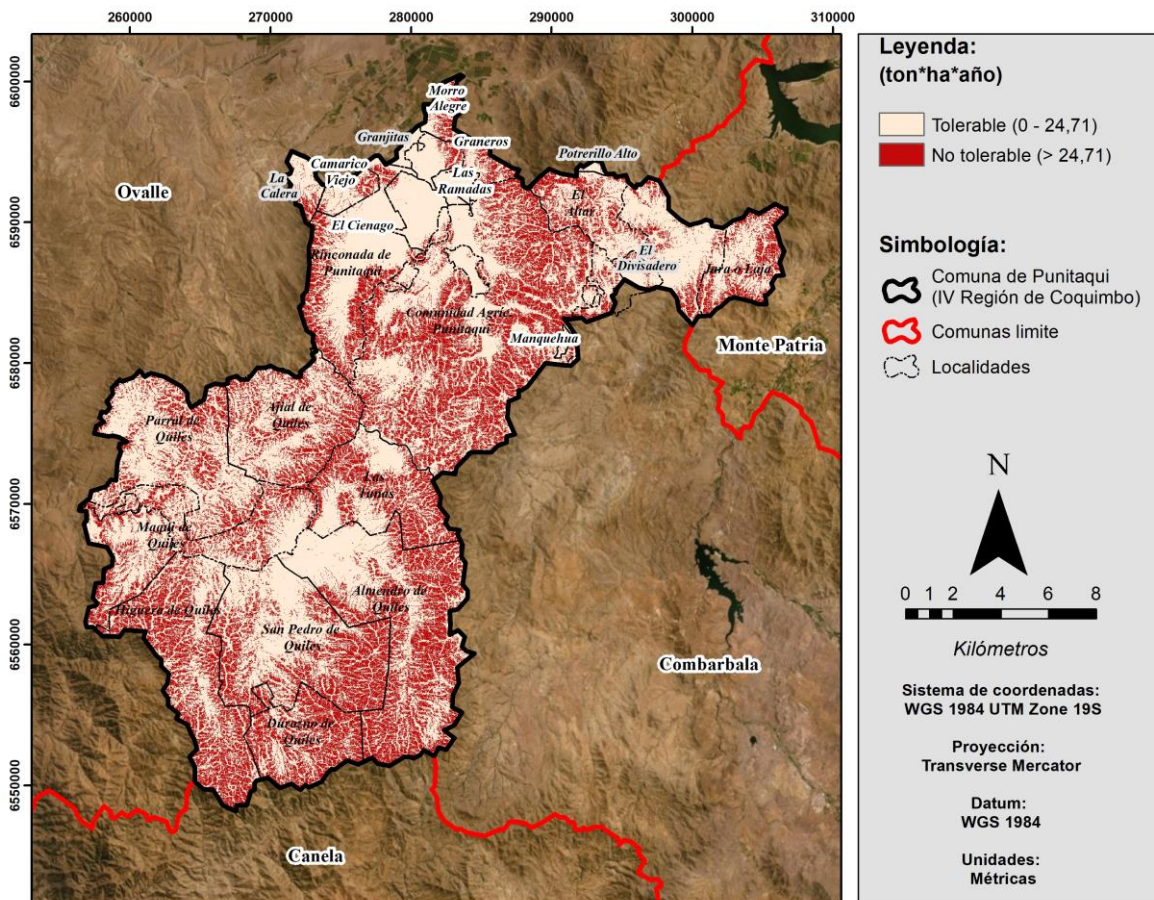 260000
270000
280000
290000
300000
310000
6600000
6590000
6580000
6570000
6560000
6550000
Morro
Alegre
Granjitas
Graneros
Camarico
Viejo
Potrerillo Alto
La
Calera
Las
Ramadas
Ovalle
El
Altar
El Cienago
Rinconada de
Punitaqui
El
Divisadero
Jara o Laja
Comunidad Agric.
Punitaqui
Manquehua
Monte Patria
Parral de
Quiles
Ajial de
Quiles
Las
Tunas
Maqui de
Quiles
Higuera de Quiles
Almendro de
Quiles
San Pedro de
Quiles
Combarbala
Durazno de
Quiles
Canela
Leyenda:
(ton*ha*año)
Tolerable (0 - 24,71)
No tolerable (> 24,71)
Simbología:
Comuna de Punitaqui
(IV Región de Coquimbo)
Comunas limite
Localidades
N
0 1 2 4 6 8
Kilómetros
Sistema de coordenadas:
WGS 1984 UTM Zone 19S
Proyección:
Transverse Mercator
Datum:
WGS 1984
Unidades:
Métricas